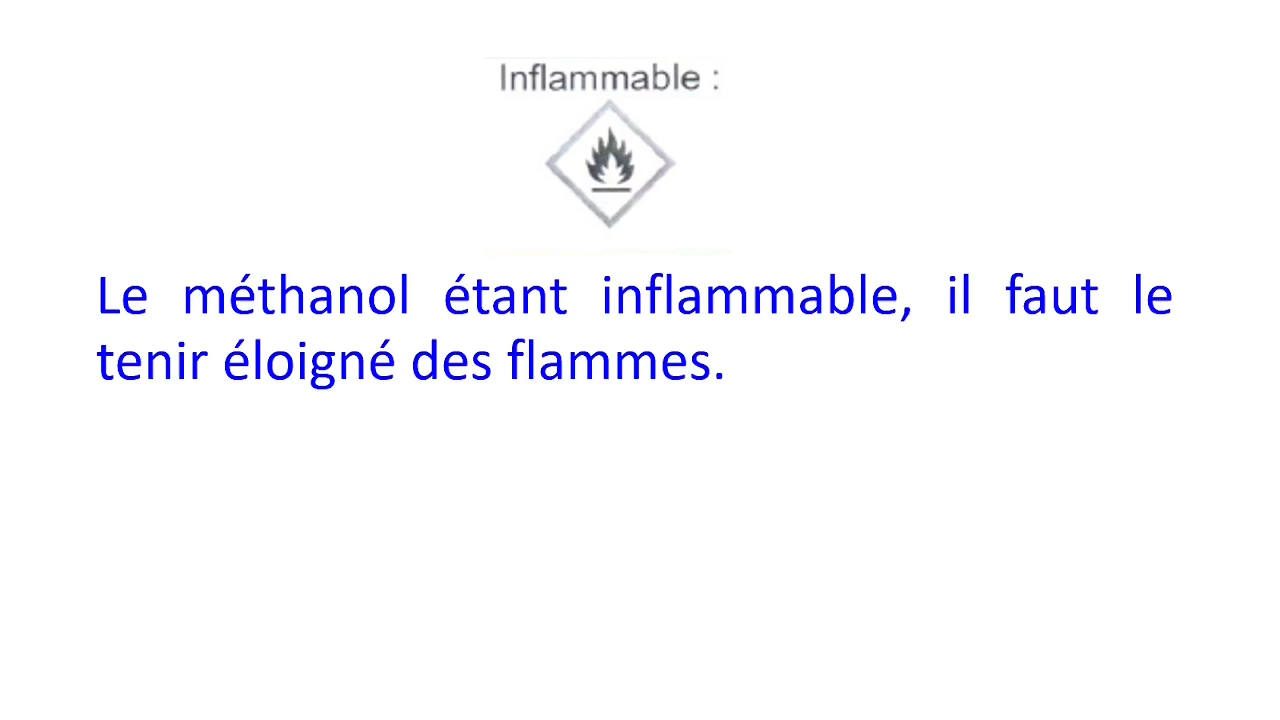 Inflammable :
Le méthanol étant inflammable, il faut le
tenir éloigné des flammes.